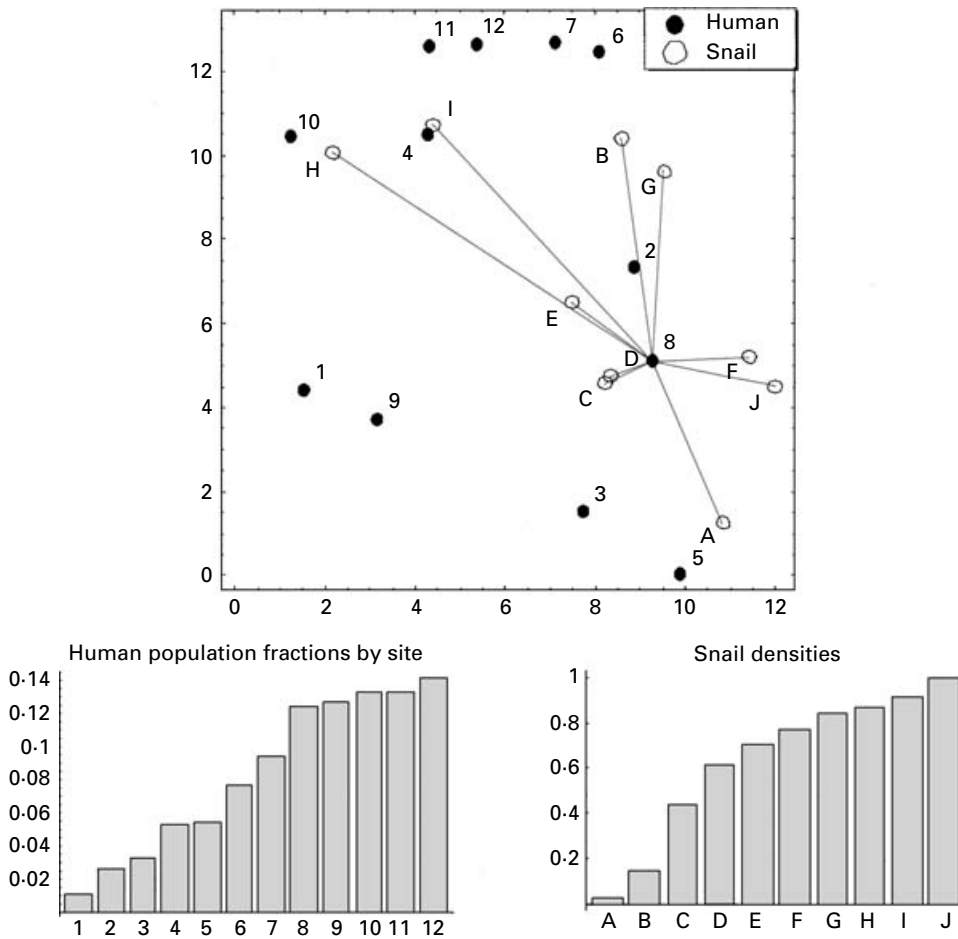 11 12 7 6 Human
Snail
12
10 I
10 4 B
H G
8
2
6
E 8
D F
1 C J
4 9
2 3
A
5
0
0 2 4 6 8 10 12
Human population fractions by site
0·14
0·12
0·1
0·08
0·06
0·04
0·02
1 2 3 4 5 6 7 8 9 10 11 12
Snail densities
1
0·8
0·6
0·4
0·2
A B C D E F G H I J